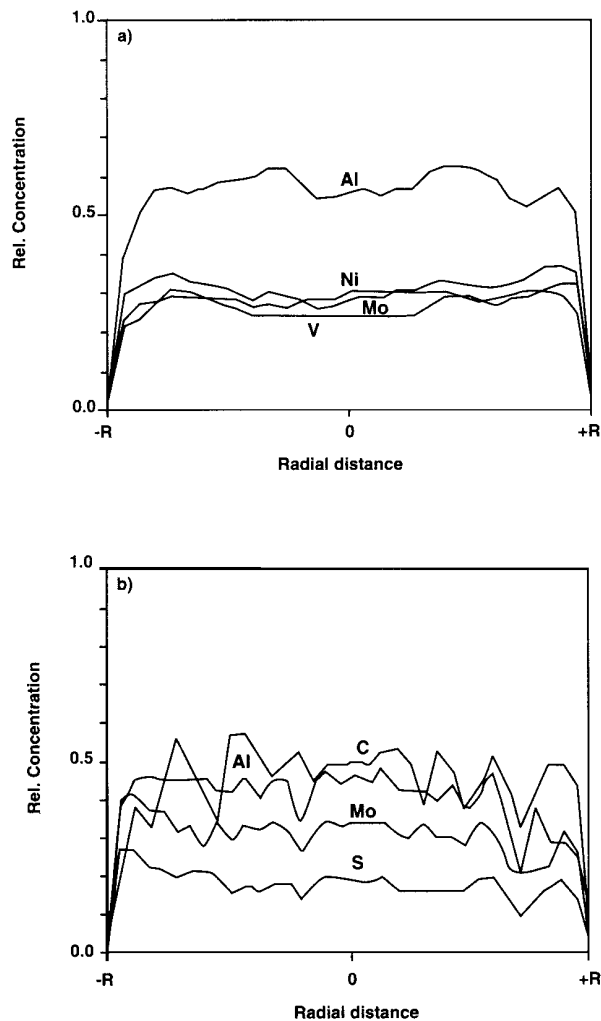 1.0
a)
Rel. Concentration
Al
0.5
Ni
Mo
V
0.0
-R 0 +R
Radial distance
1.0
b)
Rel. Concentration
Al C
0.5
Mo
S
0.0
-R 0 +R
Radial distance